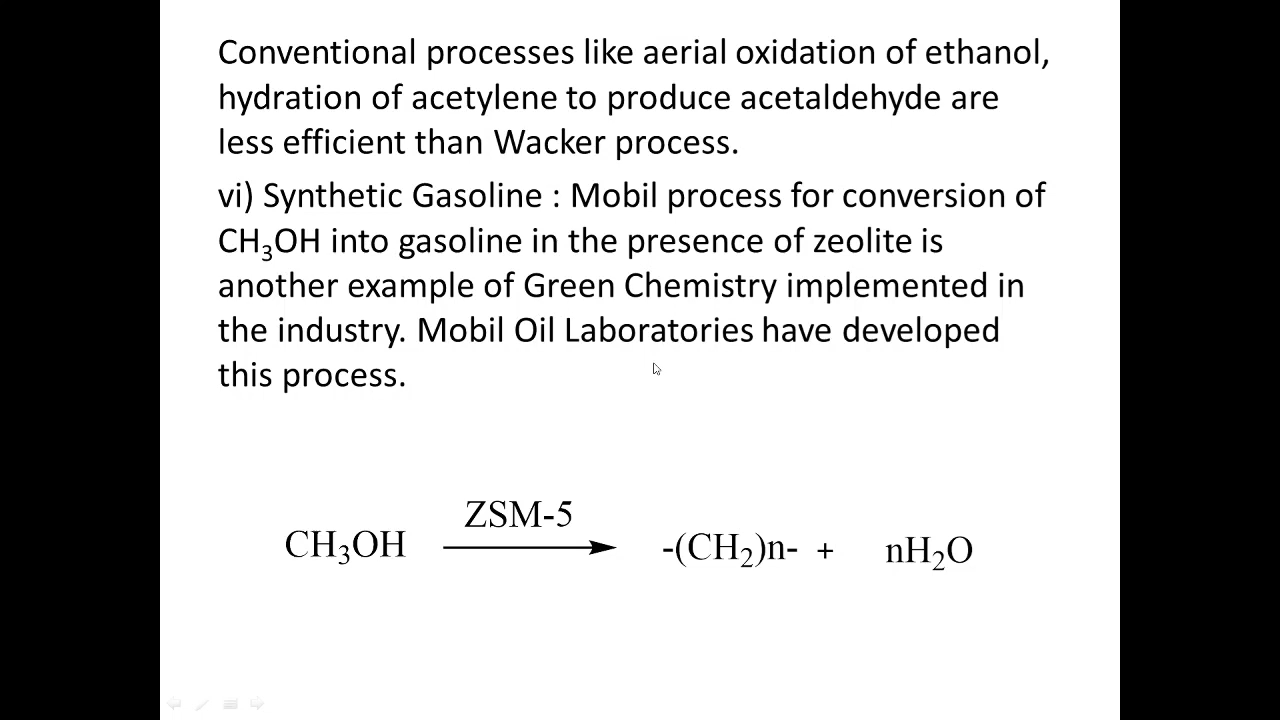 Conventional processes like aerial oxidation of ethanol,
hydration of acetylene to produce acetaldehyde are
less efficient than Wacker process.
vi) Synthetic Gasoline : Mobil process for conversion of
CH₃OH into gasoline in the presence of zeolite is
another example of Green Chemistry implemented in
the industry. Mobil Oil Laboratories have developed
this process.
ZSM-5
CH₃OH -(CH₂)n- + nH₂O